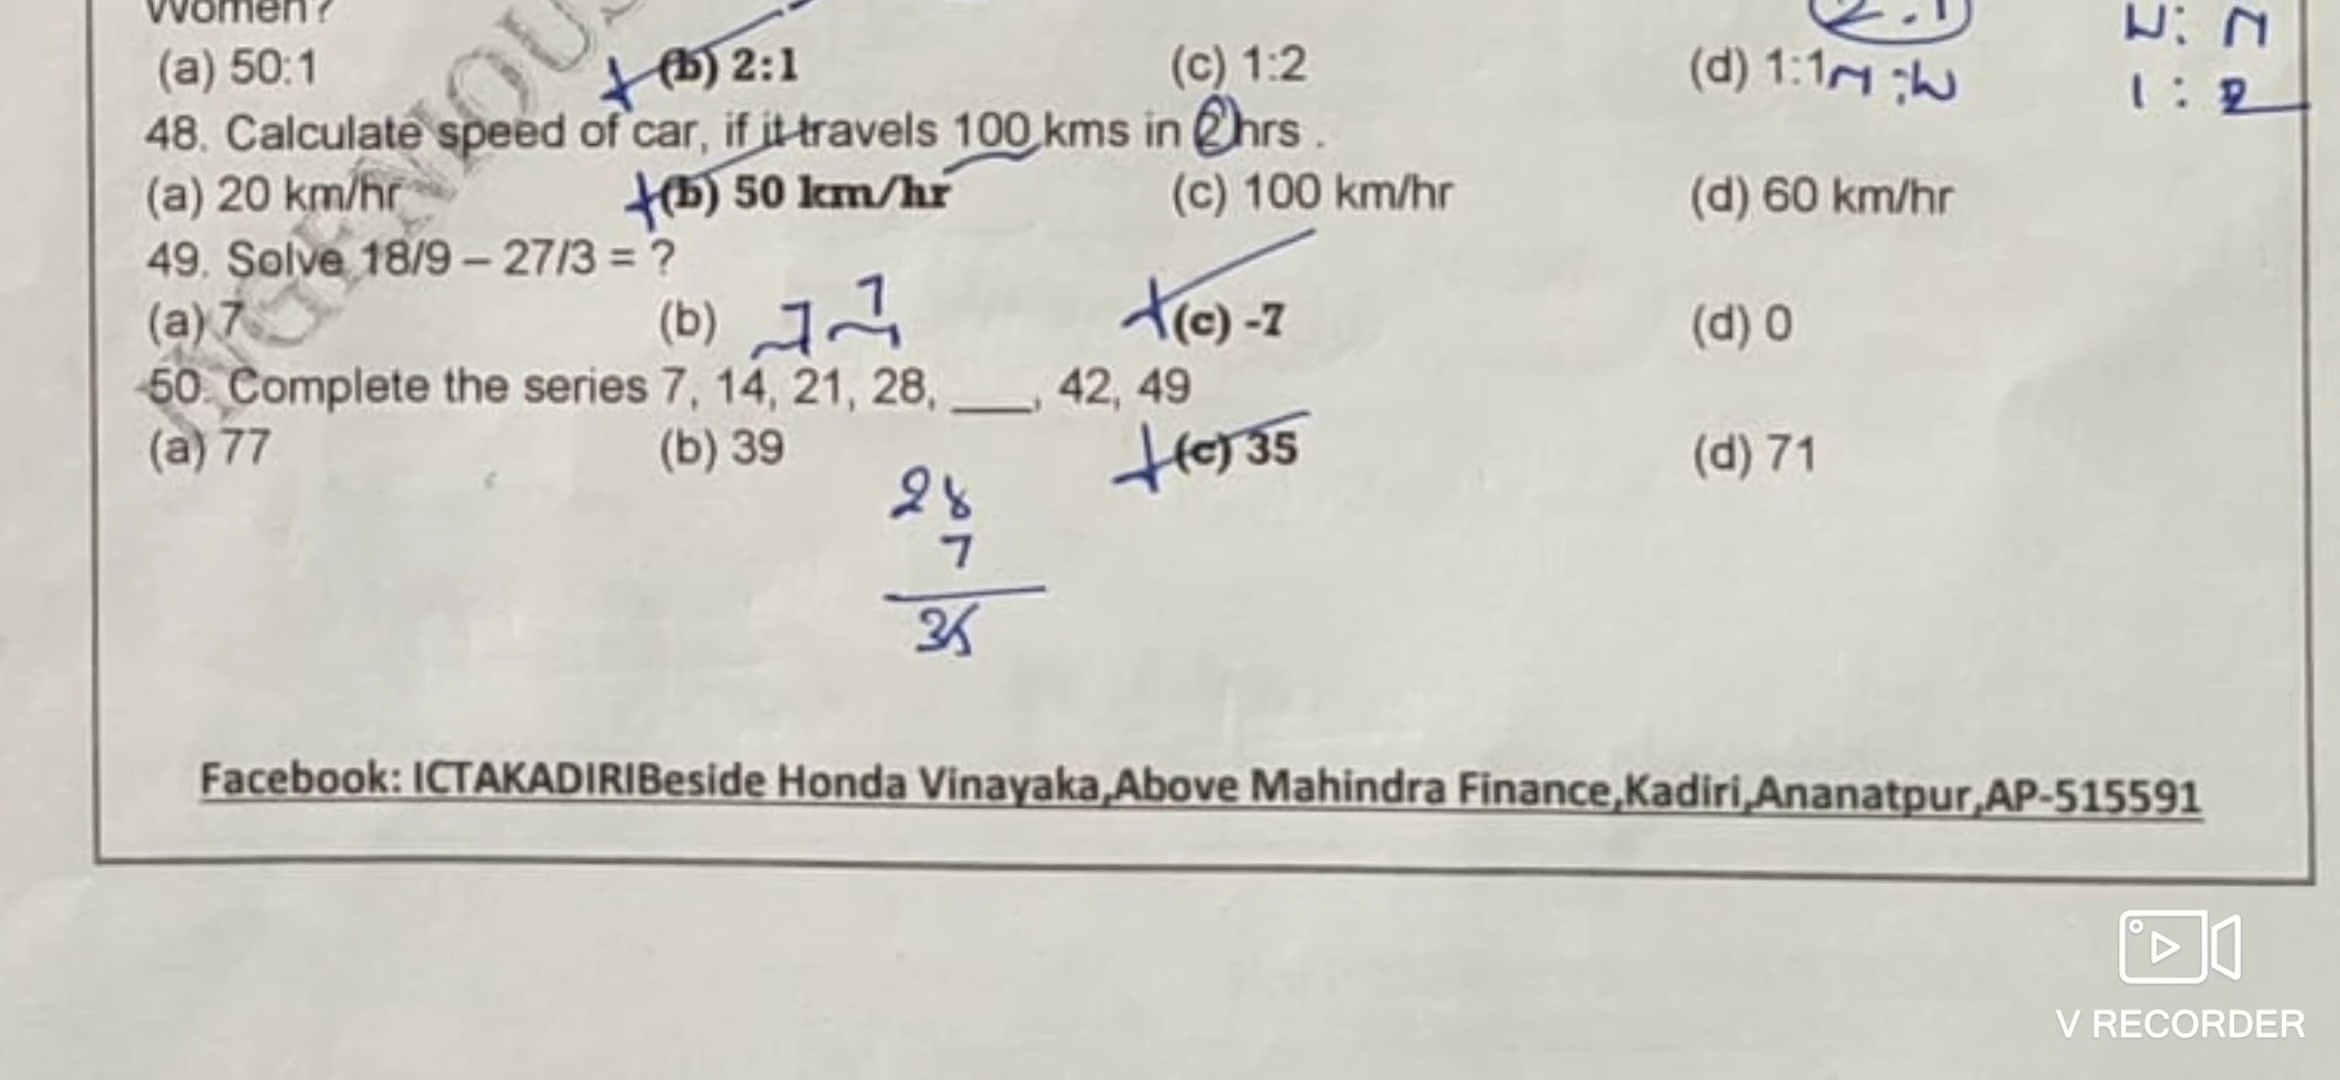 Women?
(a) 50:1 (b) 2:1 (c) 1:2 (d) 1:1
48. Calculate speed of car, if it travels 100 kms in 2 hrs .
(a) 20 km/hr (b) 50 km/hr (c) 100 km/hr (d) 60 km/hr
49. Solve 18/9 – 27/3 = ?
(a) 7 (b) (c) -7 (d) 0
50. Complete the series 7, 14, 21, 28, ___, 42, 49
(a) 77 (b) 39 (c) 35 (d) 71
28
7
35
Facebook: ICTAKADIRIBeside Honda Vinayaka,Above Mahindra Finance,Kadiri,Ananatpur,AP-515591
V RECORDER